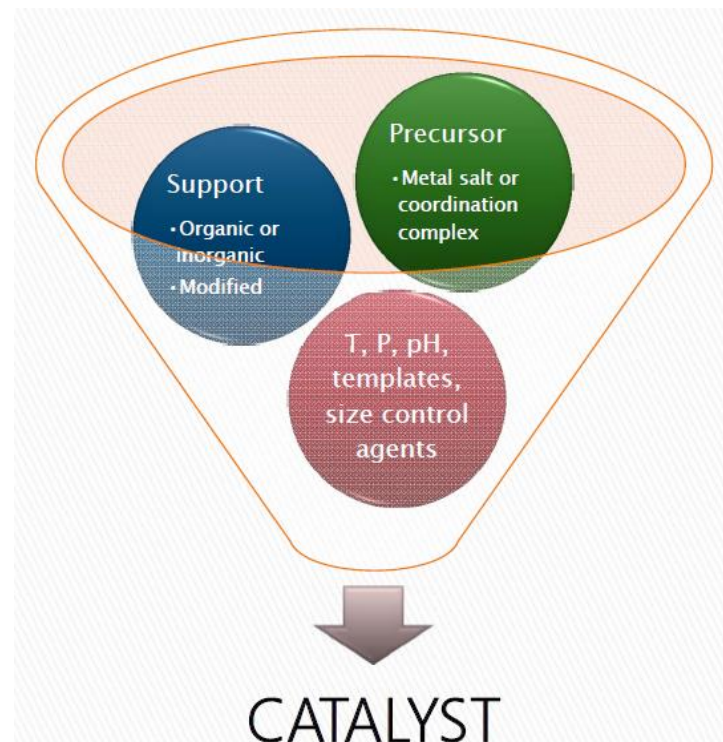 Support
・Organic or
inorganic
・Modified
Precursor
・Metal salt or
coordination
complex
T, P, pH,
templates,
size control
agents
CATALYST